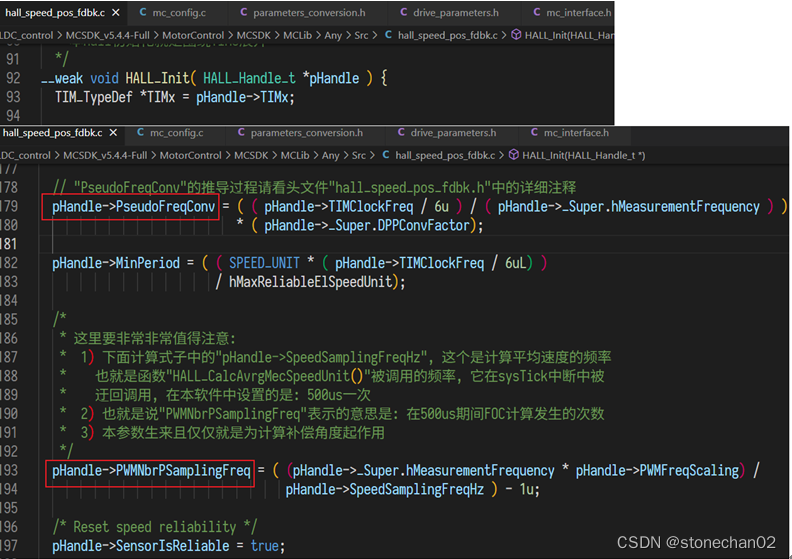 hall_speed_pos_fdbk.c × C mc_config.c C parameters_conversion.h C drive_parameters.h C mc_interface.h
LDC_control > MCSDK_v5.4.4-Full > MotorControl > MCSDK > MCLib > Any > Src > C hall_speed_pos_fdbk.c > HALL_Init(HALL_Han
91 */
92 __weak void HALL_Init( HALL_Handle_t *pHandle ) {
93 TIM_TypeDef *TIMx = pHandle->TIMx;
94
hall_speed_pos_fdbk.c × C mc_config.c C parameters_conversion.h C drive_parameters.h C mc_interface.h
LDC_control > MCSDK_v5.4.4-Full > MotorControl > MCSDK > MCLib > Any > Src > C hall_speed_pos_fdbk.c > HALL_Init(HALL_Handle_t *)
177
178 // "PseudoFreqConv"的推导过程请看头文件"hall_speed_pos_fdbk.h"中的详细注释
179 pHandle->PseudoFreqConv = ( ( pHandle->TIMClockFreq / 6u ) / ( pHandle->_Super.hMeasurementFrequency ) )
180 * ( pHandle->_Super.DPPConvFactor);
181
182 pHandle->MinPeriod = ( ( SPEED_UNIT * ( pHandle->TIMClockFreq / 6uL ) )
183 / hMaxReliableElSpeedUnit);
184
185 /*
186 * 这里要非常非常值得注意:
187 * 1) 下面计算式子中的"pHandle->SpeedSamplingFreqHz", 这个是计算平均速度的频率
188 * 也就是函数"HALL_CalcAvrgMecSpeedUnit()"被调用的频率, 它在sysTick中断中被
189 * 迂回调用, 在本软件中设置的是: 500us一次
190 * 2) 也就是说"PWMNbrPSamplingFreq"表示的意思是: 在500us期间FOC计算发生的次数
191 * 3) 本参数生来且仅仅就是为计算补偿角度起作用
192 */
193 pHandle->PWMNbrPSamplingFreq = ( (pHandle->_Super.hMeasurementFrequency * pHandle->PWMFreqScaling) /
194 pHandle->SpeedSamplingFreqHz ) - 1u;
195
196 /* Reset speed reliability */
197 pHandle->SensorIsReliable = true;
CSDN @stonechan02